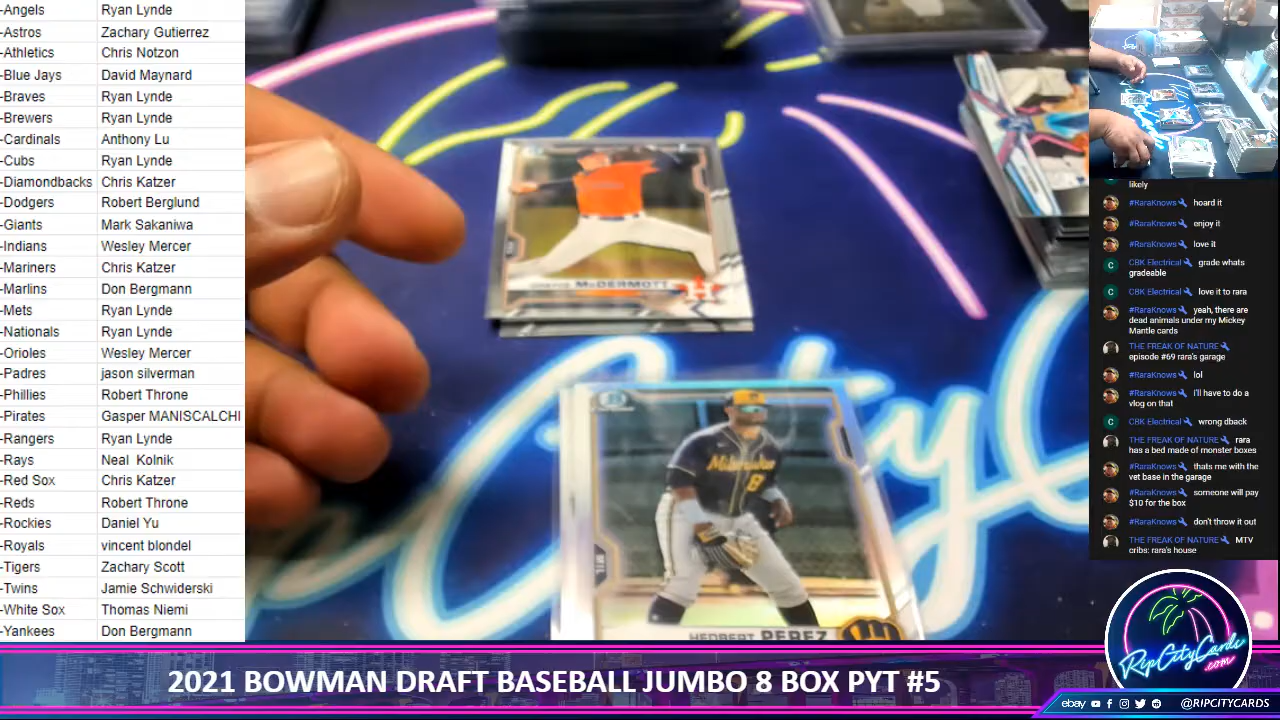 -Angels Ryan Lynde
-Astros Zachary Gutierrez
-Athletics Chris Notzon
-Blue Jays David Maynard
-Braves Ryan Lynde
-Brewers Ryan Lynde
-Cardinals Anthony Lu
-Cubs Ryan Lynde
-Diamondbacks Chris Katzer
-Dodgers Robert Berglund
-Giants Mark Sakaniwa
-Indians Wesley Mercer
-Mariners Chris Katzer
-Marlins Don Bergmann
-Mets Ryan Lynde
-Nationals Ryan Lynde
-Orioles Wesley Mercer
-Padres jason silverman
-Phillies Robert Throne
-Pirates Gasper MANISCALCHI
-Rangers Ryan Lynde
-Rays Neal Kolnik
-Red Sox Chris Katzer
-Reds Robert Throne
-Rockies Daniel Yu
-Royals vincent blondel
-Tigers Zachary Scott
-Twins Jamie Schwiderski
-White Sox Thomas Niemi
-Yankees Don Bergmann
McDERMOTT
H
Milwaukee
8
HEDBERT PEREZ
likely
#RaraKnows hoard it
#RaraKnows enjoy it
#RaraKnows love it
C CBK Electrical grade whats
gradeable
C CBK Electrical love it to rara
#RaraKnows yeah, there are
dead animals under my Mickey
Mantle cards
THE FREAK OF NATURE
episode #69 rara's garage
#RaraKnows lol
#RaraKnows i'll have to do a
vlog on that
C CBK Electrical wrong dback
THE FREAK OF NATURE rara
has a bed made of monster boxes
#RaraKnows thats me with the
vet base in the garage
#RaraKnows someone will pay
$10 for the box
#RaraKnows don't throw it out
THE FREAK OF NATURE MTV
cribs: rara's house
RipCityCards
.com
2021 BOWMAN DRAFT BASEBALL JUMBO 8 BOX PYT #5
ebay @RIPCITYCARDS